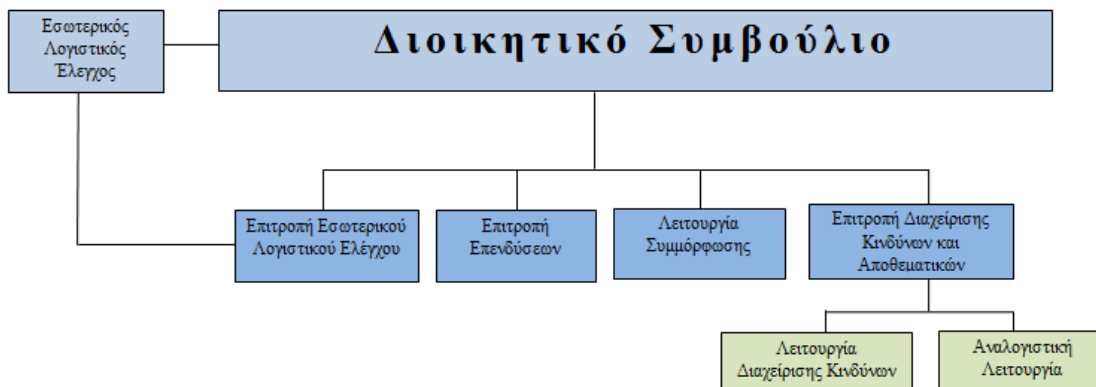 Εσωτερικός
Λογιστικός
Έλεγχος
Διοικητικό Συμβούλιο
Επιτροπή Εσωτερικού
Λογιστικού Ελέγχου
Επιτροπή
Επενδύσεων
Λειτουργία
Συμμόρφωσης
Επιτροπή Διαχείρισης
Κινδύνων και
Αποθεματικών
Λειτουργία
Διαχείρισης Κινδύνων
Αναλογιστική
Λειτουργία